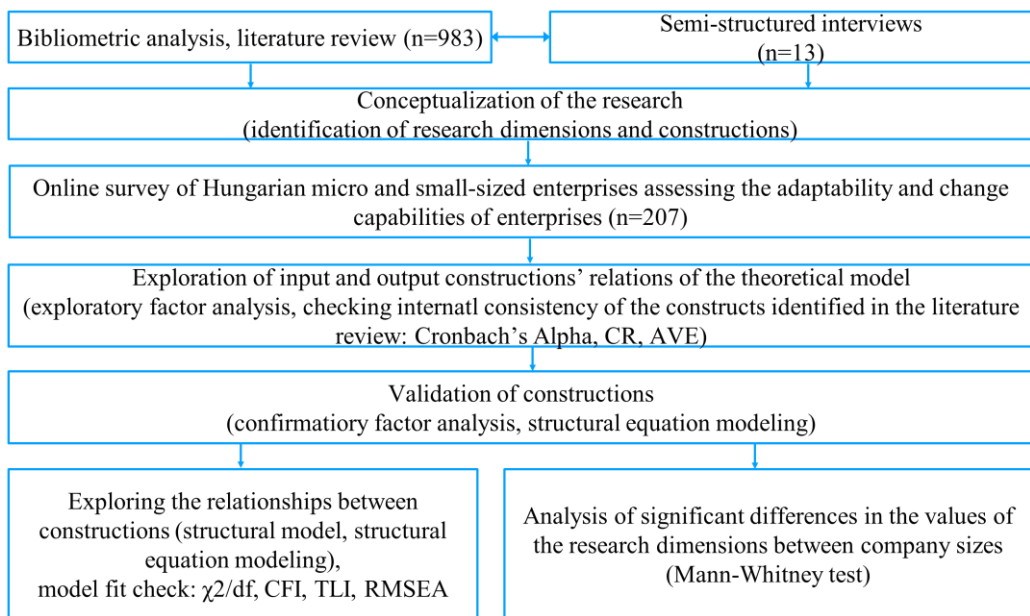 Bibliometric analysis, literature review (n=983)
Semi-structured interviews
(n=13)
Conceptualization of the research
(identification of research dimensions and constructions)
Online survey of Hungarian micro and small-sized enterprises assessing the adaptability and change
capabilities of enterprises (n=207)
Exploration of input and output constructions’ relations of the theoretical model
(exploratory factor analysis, checking internatl consistency of the constructs identified in the literature
review: Cronbach’s Alpha, CR, AVE)
Validation of constructions
(confirmatiory factor analysis, structural equation modeling)
Exploring the relationships between
constructions (structural model, structural
equation modeling),
model fit check: χ2/df, CFI, TLI, RMSEA
Analysis of significant differences in the values of
the research dimensions between company sizes
(Mann-Whitney test)